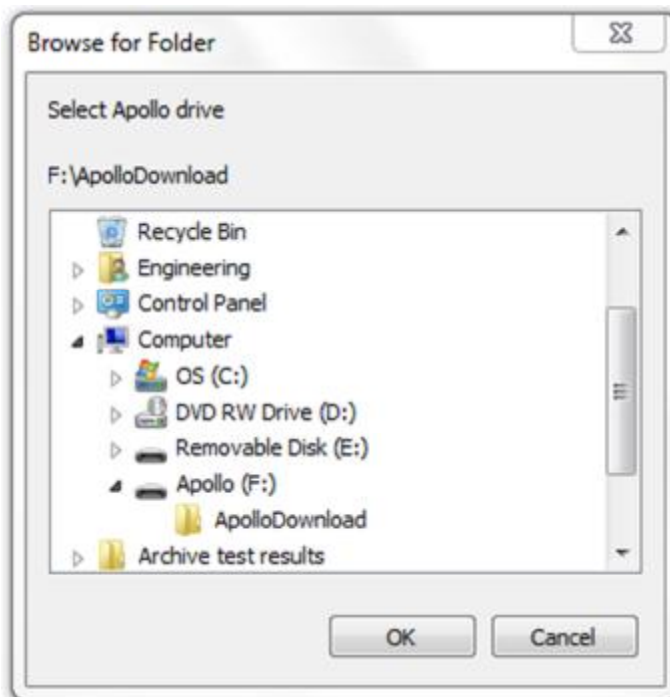 Browse for Folder
Select Apollo drive
F:\ApolloDownload
Recycle Bin
Engineering
Control Panel
Computer
OS (C:)
DVD RW Drive (D:)
Removable Disk (E:)
Apollo (F:)
ApolloDownload
Archive test results
OK Cancel